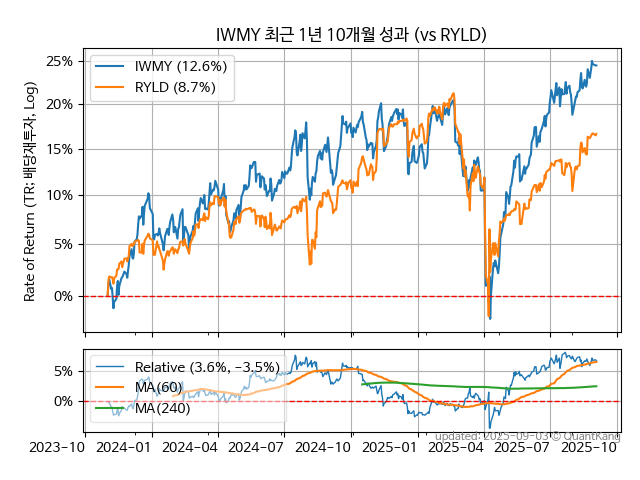 IWMY 최근 1년 10개월 성과 (vs RYLD)
Rate of Return (TR: 배당재투자, Log)
25%
20%
15%
10%
5%
0%
IWMY (12.6%)
RYLD (8.7%)
5%
0%
Relative (3.6%, -3.5%)
MA(60)
MA(240)
updated: 2025-09-03 © QuantKang
2023-10 2024-01 2024-04 2024-07 2024-10 2025-01 2025-04 2025-07 2025-10